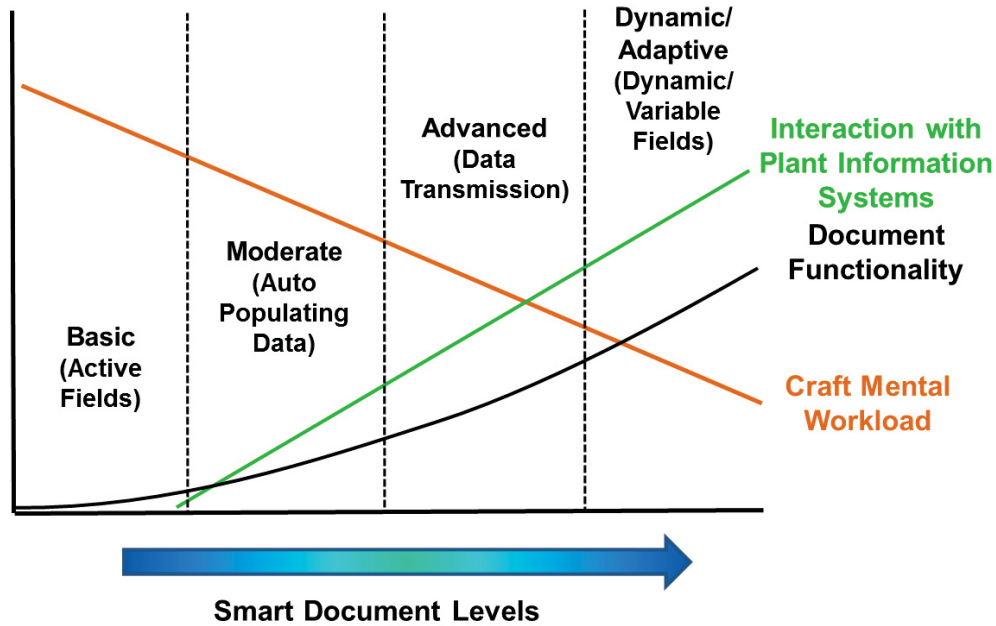 Dynamic/
Adaptive
(Dynamic/
Variable
Fields)
Advanced
(Data
Transmission)
Moderate
(Auto
Populating
Data)
Basic
(Active
Fields)
Interaction with
Plant Information
Systems
Document
Functionality
Craft Mental
Workload
Smart Document Levels